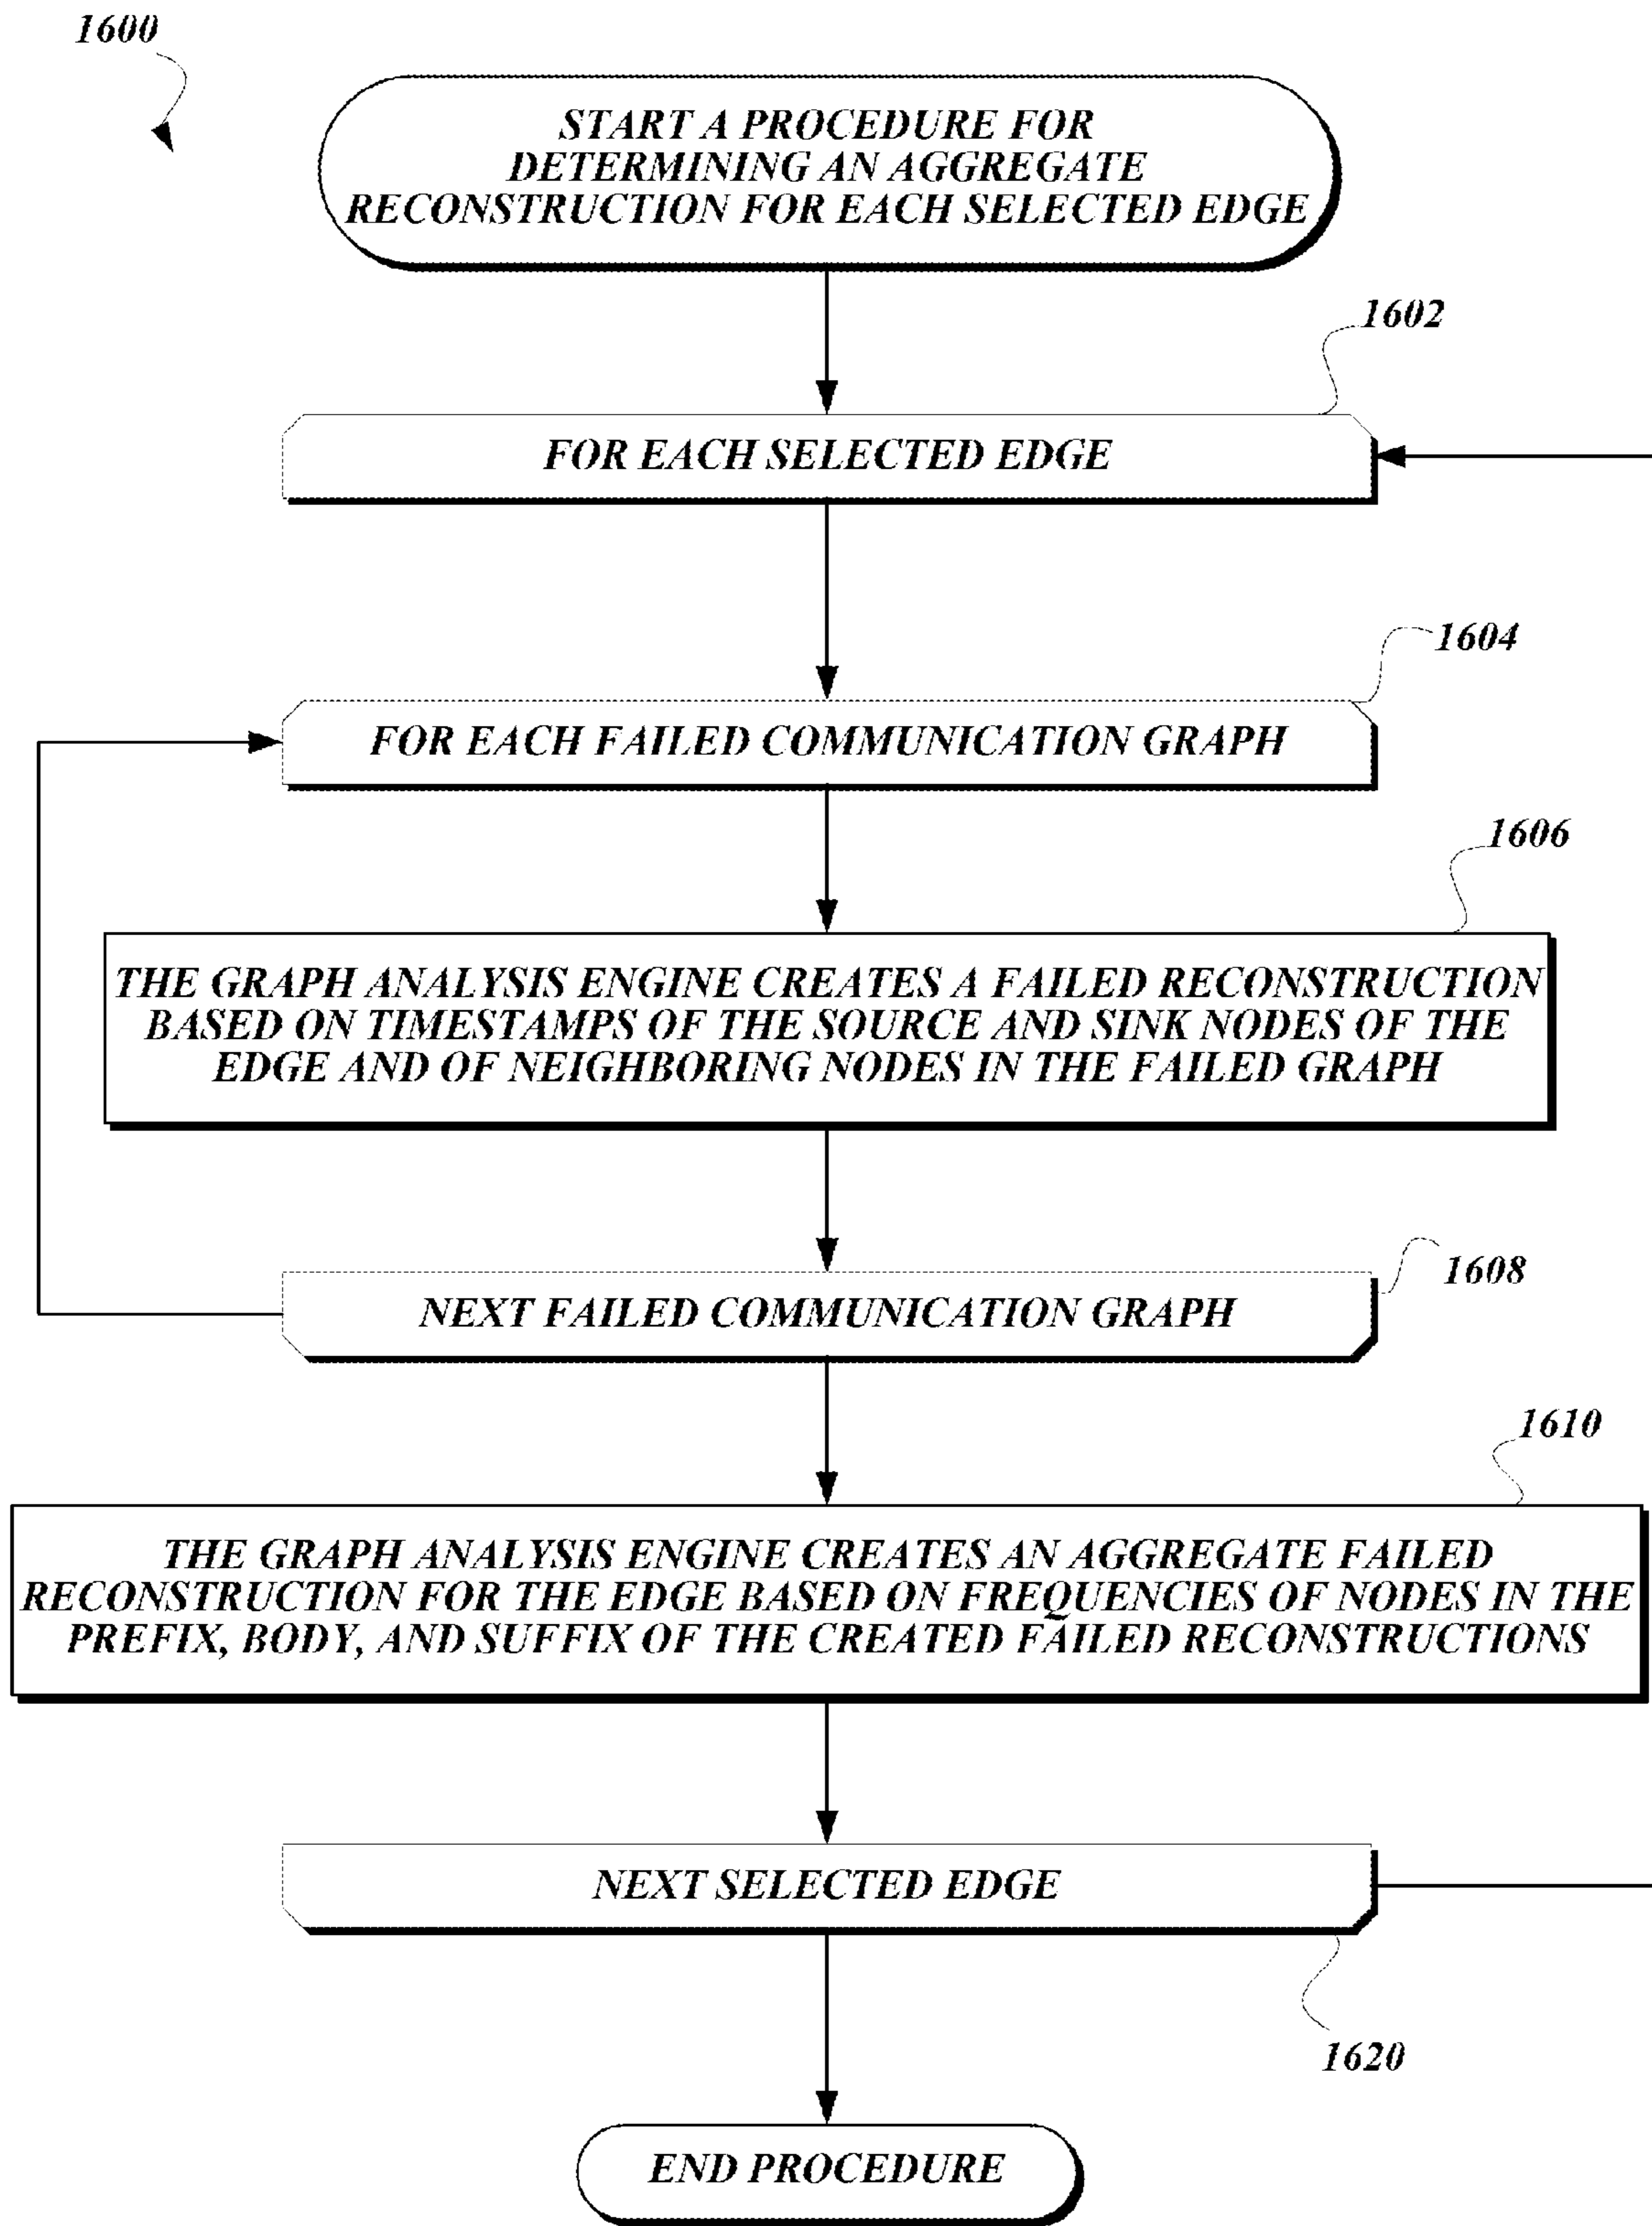 1600
START A PROCEDURE FOR
DETERMINING AN AGGREGATE
RECONSTRUCTION FOR EACH SELECTED EDGE
1602
FOR EACH SELECTED EDGE
1604
FOR EACH FAILED COMMUNICATION GRAPH
1606
THE GRAPH ANALYSIS ENGINE CREATES A FAILED RECONSTRUCTION
BASED ON TIMESTAMPS OF THE SOURCE AND SINK NODES OF THE
EDGE AND OF NEIGHBORING NODES IN THE FAILED GRAPH
1608
NEXT FAILED COMMUNICATION GRAPH
1610
THE GRAPH ANALYSIS ENGINE CREATES AN AGGREGATE FAILED
RECONSTRUCTION FOR THE EDGE BASED ON FREQUENCIES OF NODES IN THE
PREFIX, BODY, AND SUFFIX OF THE CREATED FAILED RECONSTRUCTIONS
NEXT SELECTED EDGE
1620
END PROCEDURE